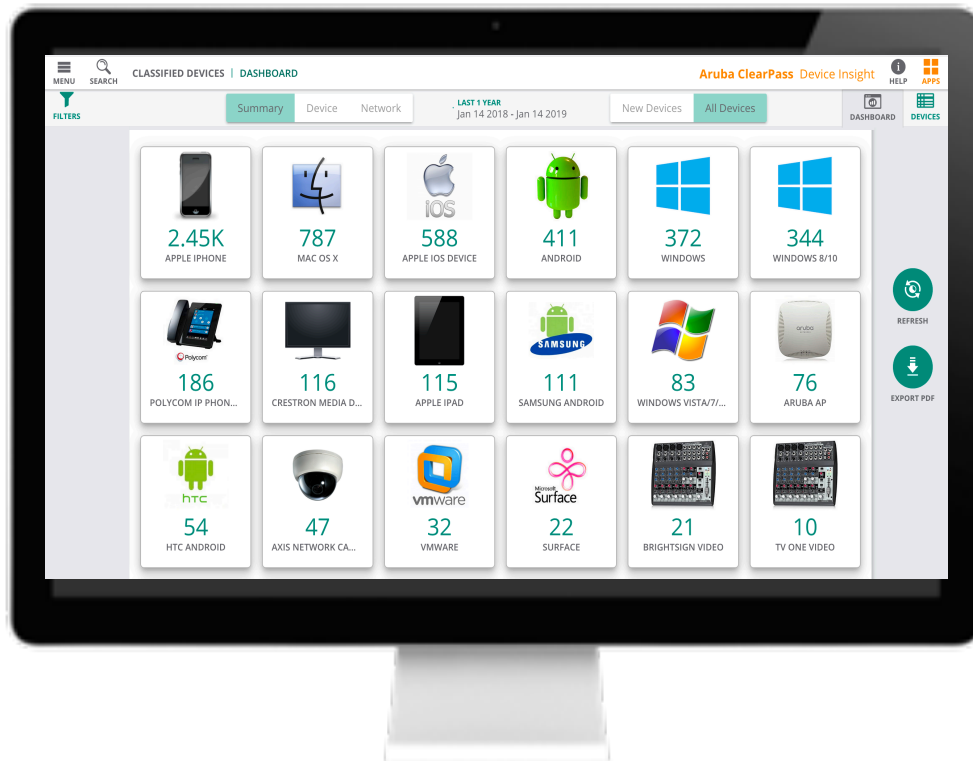 MENU
SEARCH
CLASSIFIED DEVICES | DASHBOARD
Aruba ClearPass Device Insight
HELP
APPS
FILTERS
Summary
Device
Network
LAST 1 YEAR
Jan 14 2018 - Jan 14 2019
New Devices
All Devices
DASHBOARD
DEVICES
2.45K
APPLE IPHONE
787
MAC OS X
iOS
588
APPLE IOS DEVICE
411
ANDROID
372
WINDOWS
344
WINDOWS 8/10
REFRESH
Polycom
186
POLYCOM IP PHON...
116
CRESTRON MEDIA D...
115
APPLE IPAD
SAMSUNG
111
SAMSUNG ANDROID
83
WINDOWS VISTA/7/...
aruba
76
ARUBA AP
EXPORT PDF
hTC
54
HTC ANDROID
47
AXIS NETWORK CA...
vmware
32
VMWARE
Microsoft
Surface
22
SURFACE
21
BRIGHTSIGN VIDEO
10
TV ONE VIDEO